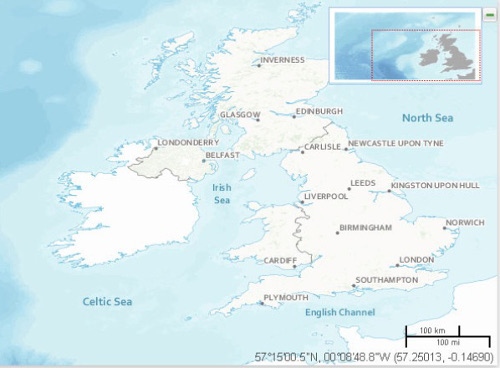 INVERNESS
GLASGOW
EDINBURGH
North Sea
LONDONDERRY
CARLISLE
NEWCASTLE UPON TYNE
BELFAST
Irish
Sea
LEEDS
KINGSTON UPON HULL
LIVERPOOL
NORWICH
BIRMINGHAM
CARDIFF
LONDON
SOUTHAMPTON
Celtic Sea
PLYMOUTH
English Channel
100 km
100 mi
57°15'00.5"N, 00°08'48.8"W (57.25013, -0.14690)